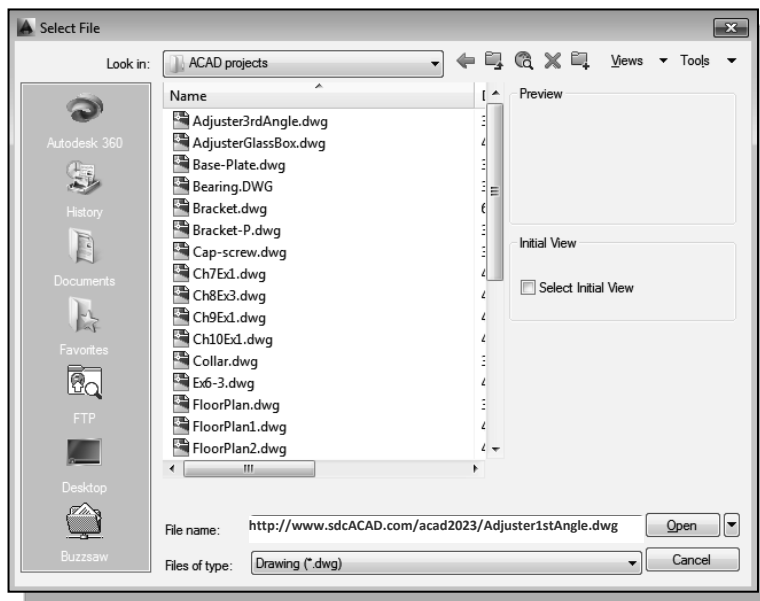 Select File
Look in: ACAD projects Views Tools
Name
Preview
Adjuster3rdAngle.dwg
AdjusterGlassBox.dwg
Base-Plate.dwg
Bearing.DWG
Bracket.dwg
Bracket-P.dwg
Cap-screw.dwg
Ch7Ex1.dwg
Ch8Ex3.dwg
Ch9Ex1.dwg
Ch10Ex1.dwg
Collar.dwg
Ex6-3.dwg
FloorPlan.dwg
FloorPlan1.dwg
FloorPlan2.dwg
Autodesk 360
History
Documents
Favorites
FTP
Desktop
Buzzsaw
Initial View
Select Initial View
File name: http://www.sdcACAD.com/acad2023/Adjuster1stAngle.dwg Open
Files of type: Drawing (*.dwg) Cancel